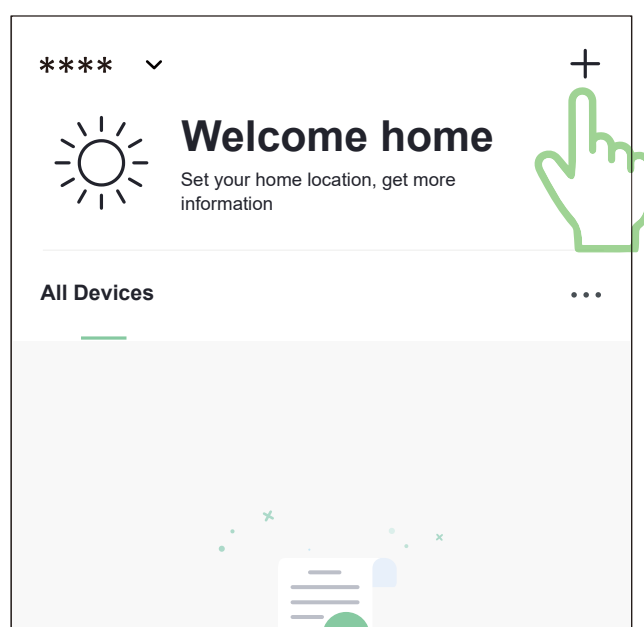 ****
Welcome home
Set your home location, get more
information
All Devices